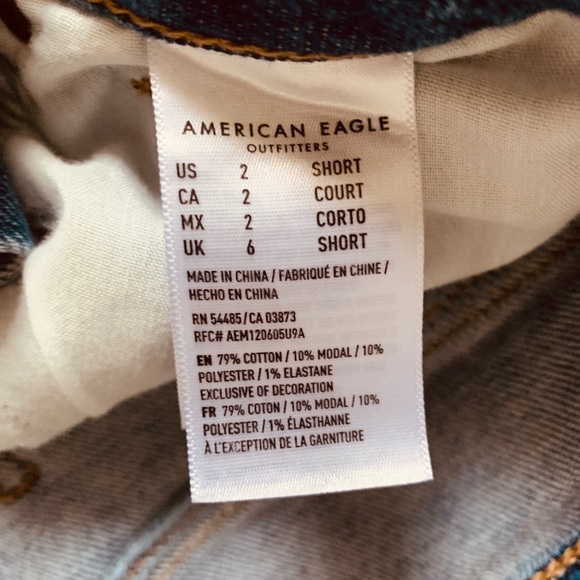 AMERICAN EAGLE
OUTFITTERS
US 2 SHORT
CA 2 COURT
MX 2 CORTO
UK 6 SHORT
MADE IN CHINA / FABRIQUÉ EN CHINE /
HECHO EN CHINA
RN 54485/CA 03873
RFC# AEM120605U9A
EN 79% COTTON / 10% MODAL / 10%
POLYESTER / 1% ELASTANE
EXCLUSIVE OF DECORATION
FR 79% COTON / 10% MODAL / 10%
POLYESTER / 1% ÉLASTHANNE
À L'EXCEPTION DE LA GARNITURE